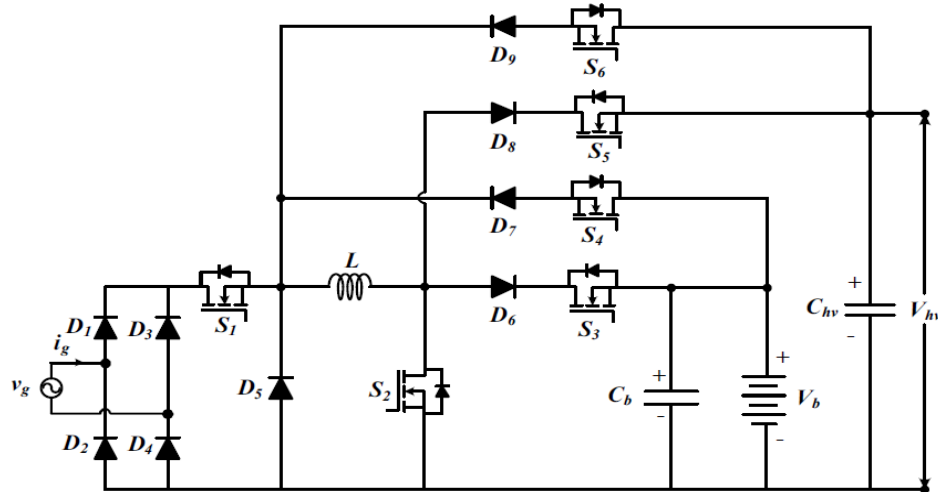 D9
S6
D8
S5
D7
S4
L
D6
S3
S1
D1
D3
ig
vg
D2
D4
D5
S2
+
Cb
-
+
Vb
-
+
Chv
-
Vhv